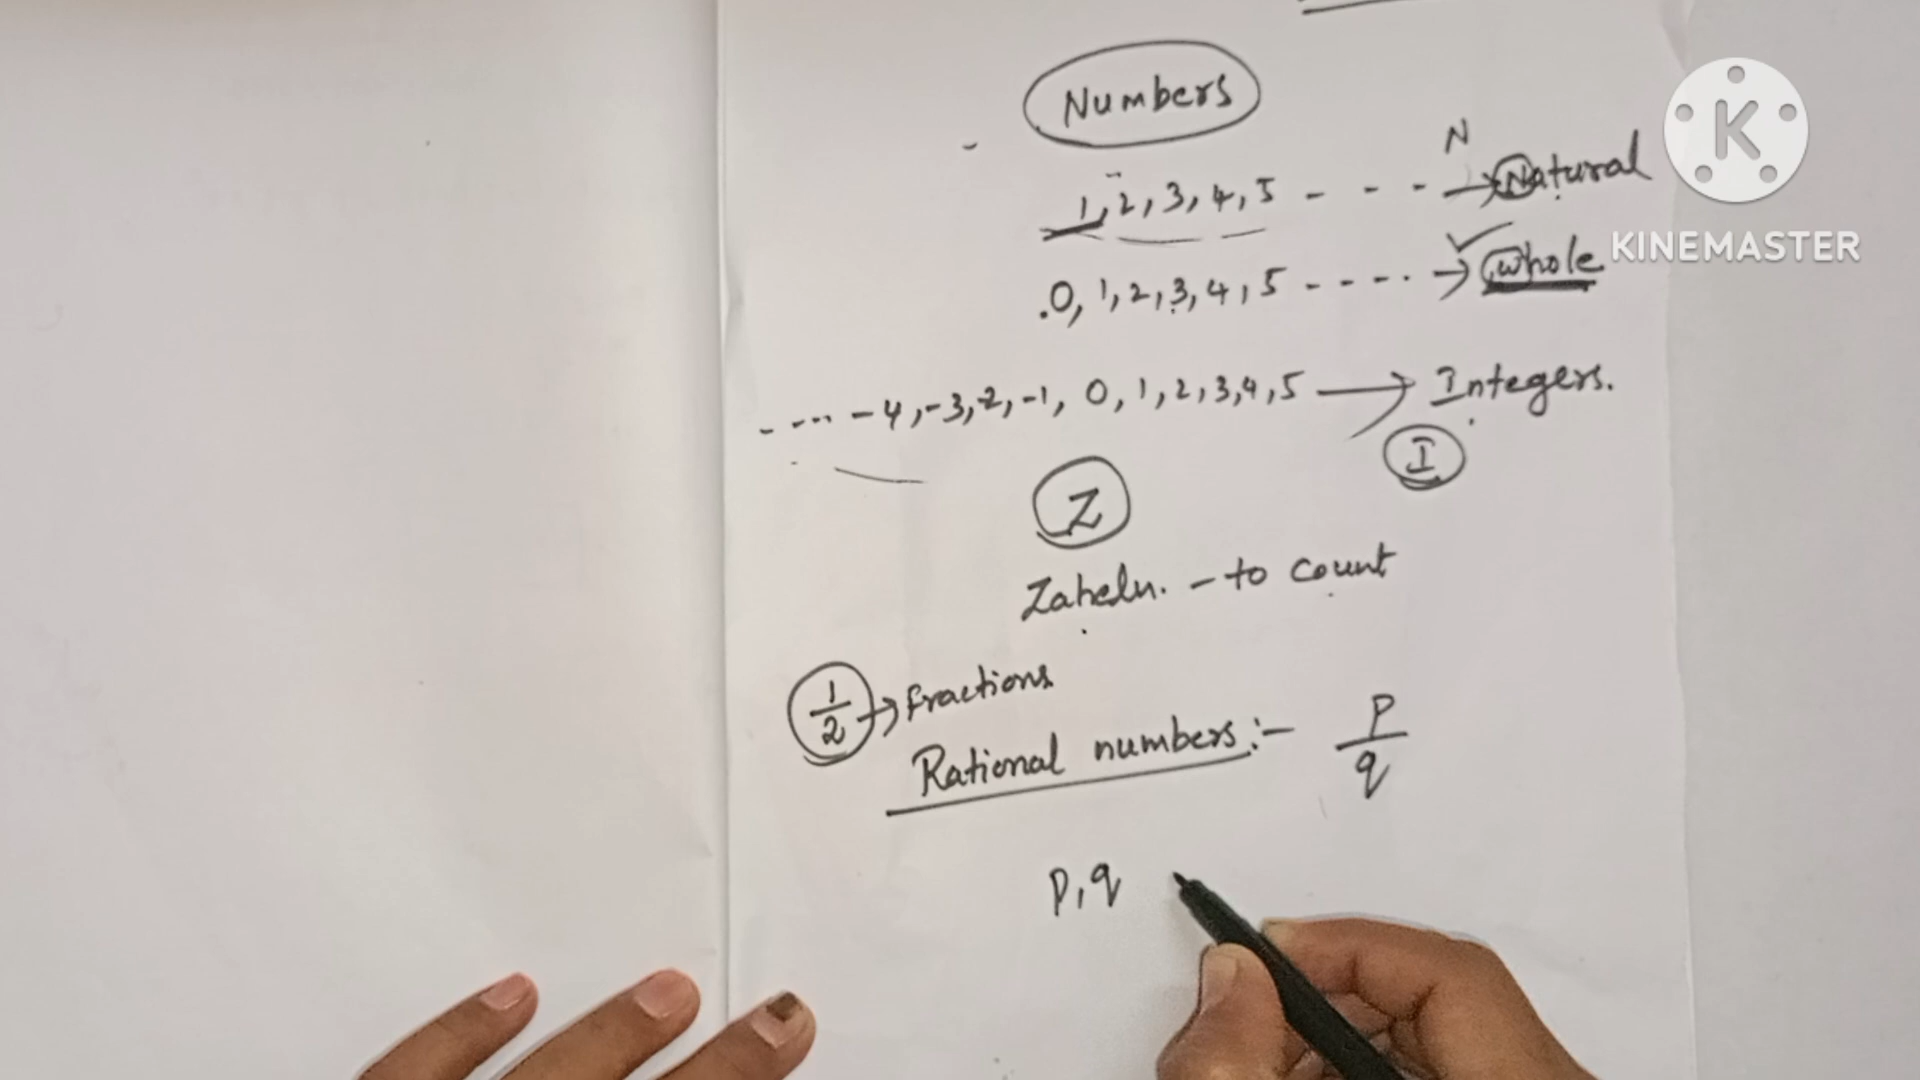 Numbers
N
1, 2, 3, 4, 5 - - - → Natural
.0, 1, 2, 3, 4, 5 - - - - → Whole
- ---- -4, -3, -2, -1, 0, 1, 2, 3, 4, 5 → Integers.
I
Z
Zaheln. - to count
1/2 → Fractions
Rational numbers :- p/q
p, q
K
KINEMASTER